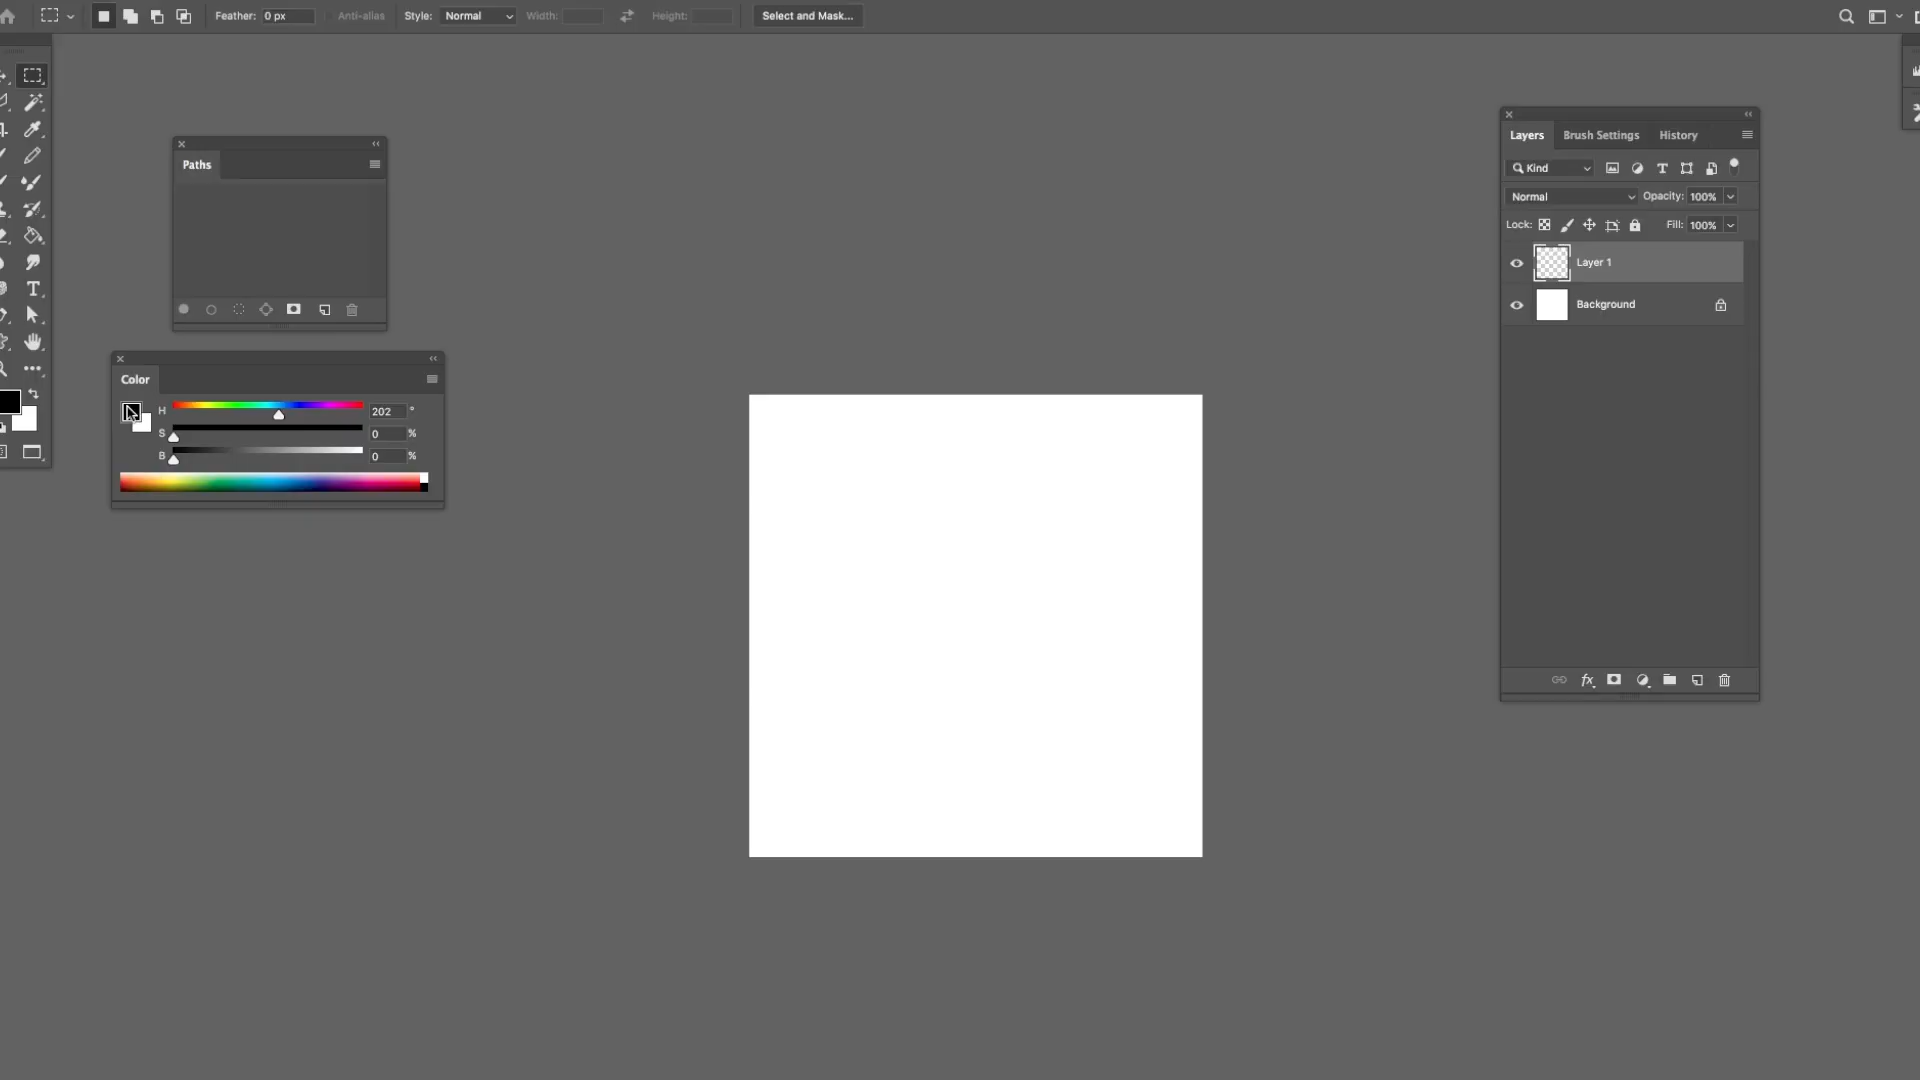 Feather: 0 px Anti-alias Style: Normal Width: Height: Select and Mask...
Paths
Color
H 202 °
S 0 %
B 0 %
Layers Brush Settings History
Kind
Normal Opacity: 100%
Lock: Fill: 100%
Layer 1
Background
fx